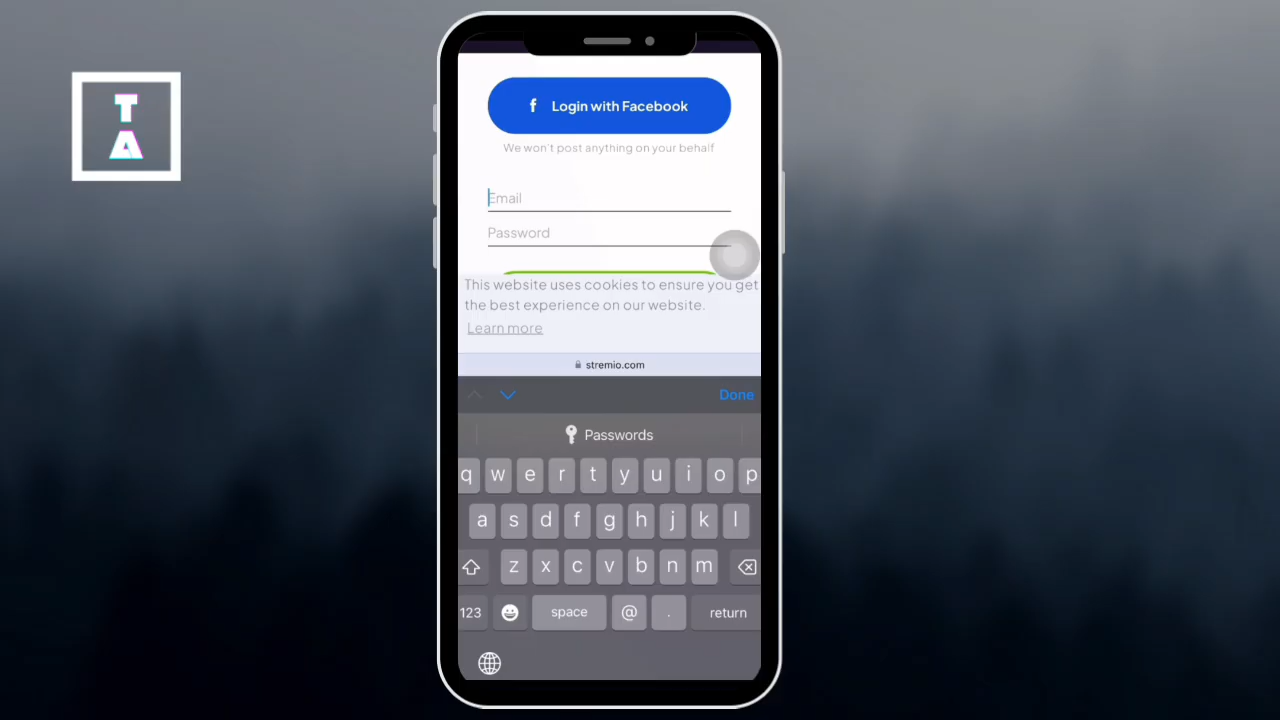 T
A
f Login with Facebook
We won't post anything on your behalf
Email
Password
This website uses cookies to ensure you get
the best experience on our website.
Learn more
stremio.com
Done
Passwords
q w e r t y u i o p
a s d f g h j k l
z x c v b n m
123 space @ . return